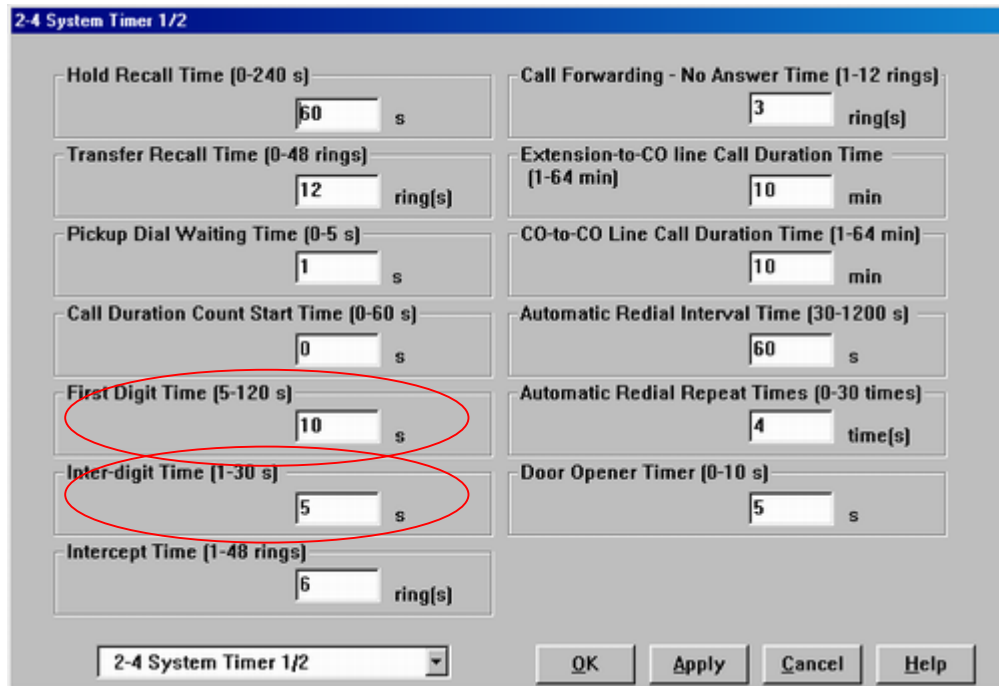 2-4 System Timer 1/2
Hold Recall Time (0-240 s)
60 s
Transfer Recall Time (0-48 rings)
12 ring(s)
Pickup Dial Waiting Time (0-5 s)
1 s
Call Duration Count Start Time (0-60 s)
0 s
First Digit Time (5-120 s)
10 s
Inter-digit Time (1-30 s)
5 s
Intercept Time (1-48 rings)
6 ring(s)
Call Forwarding - No Answer Time (1-12 rings)
3 ring(s)
Extension-to-CO line Call Duration Time
(1-64 min)
10 min
CO-to-CO Line Call Duration Time (1-64 min)
10 min
Automatic Redial Interval Time (30-1200 s)
60 s
Automatic Redial Repeat Times (0-30 times)
4 time(s)
Door Opener Timer (0-10 s)
5 s
2-4 System Timer 1/2
OK Apply Cancel Help